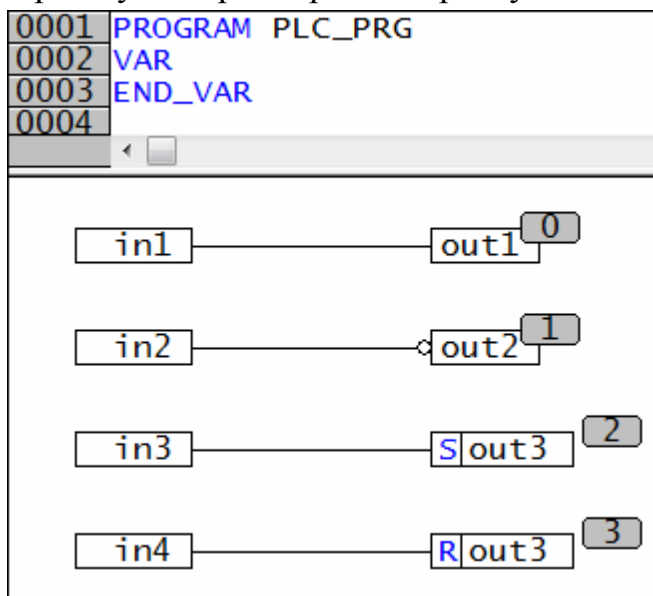 0001 PROGRAM PLC_PRG
0002 VAR
0003 END_VAR
0004
in1 out1 0
in2 out2 1
in3 S out3 2
in4 R out3 3